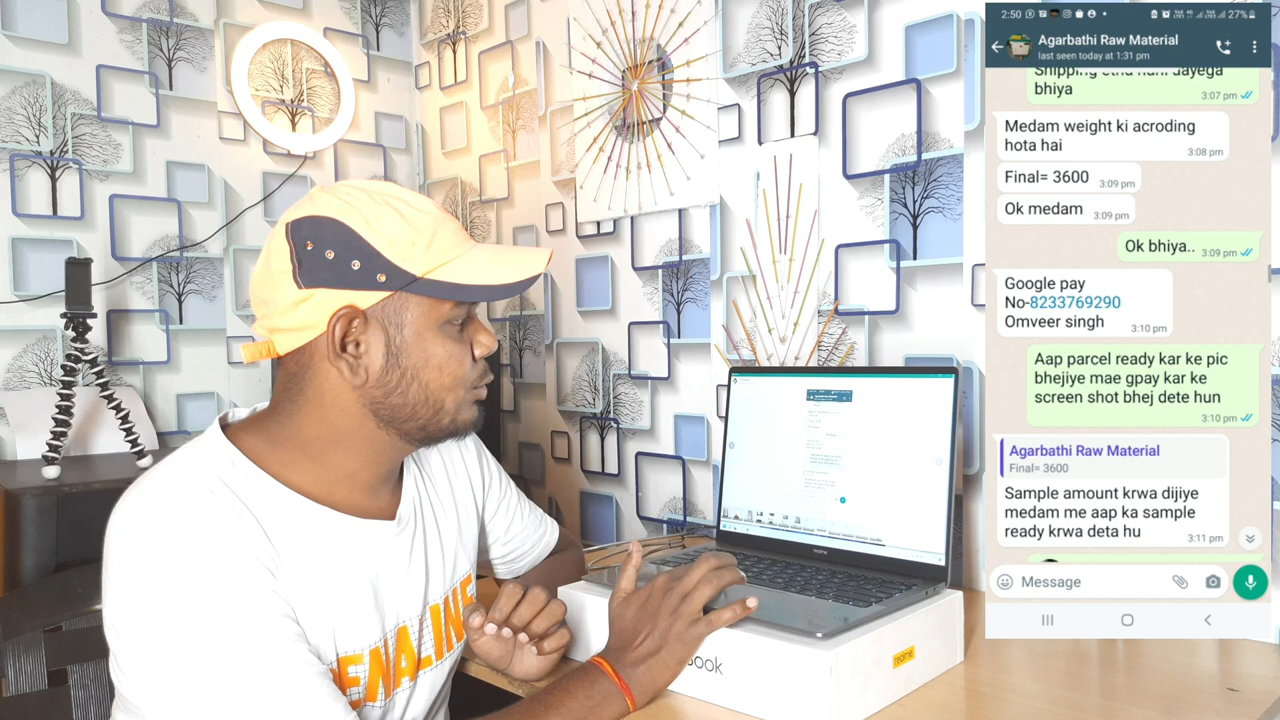 2:50
27%
Agarbathi Raw Material
last seen today at 1:31 pm
Shipping etna nahi aayega
bhiya
3:07 pm
Medam weight ki acroding
hota hai
3:08 pm
Final= 3600
3:09 pm
Ok medam
3:09 pm
Ok bhiya..
3:09 pm
Google pay
No-8233769290
Omveer singh
3:10 pm
Aap parcel ready kar ke pic
bhejiye mae gpay kar ke
screen shot bhej dete hun
3:10 pm
Agarbathi Raw Material
Final= 3600
Sample amount krwa dijiye
medam me aap ka sample
ready krwa deta hu
3:11 pm
Message
ENALINE
realme
book
realme